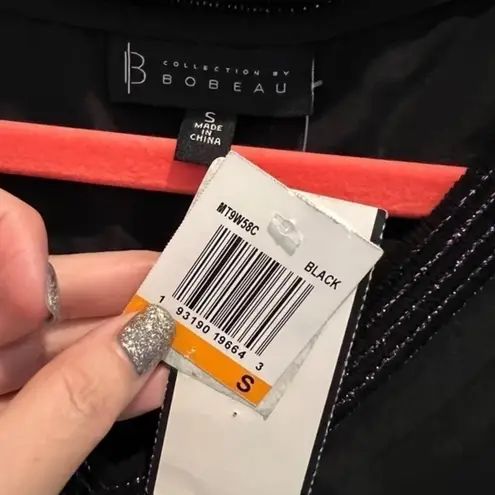 B
COLLECTION BY
BOBEAU
S
MADE
IN
CHINA
MT9W58C
BLACK
1 93190 19664 3
S